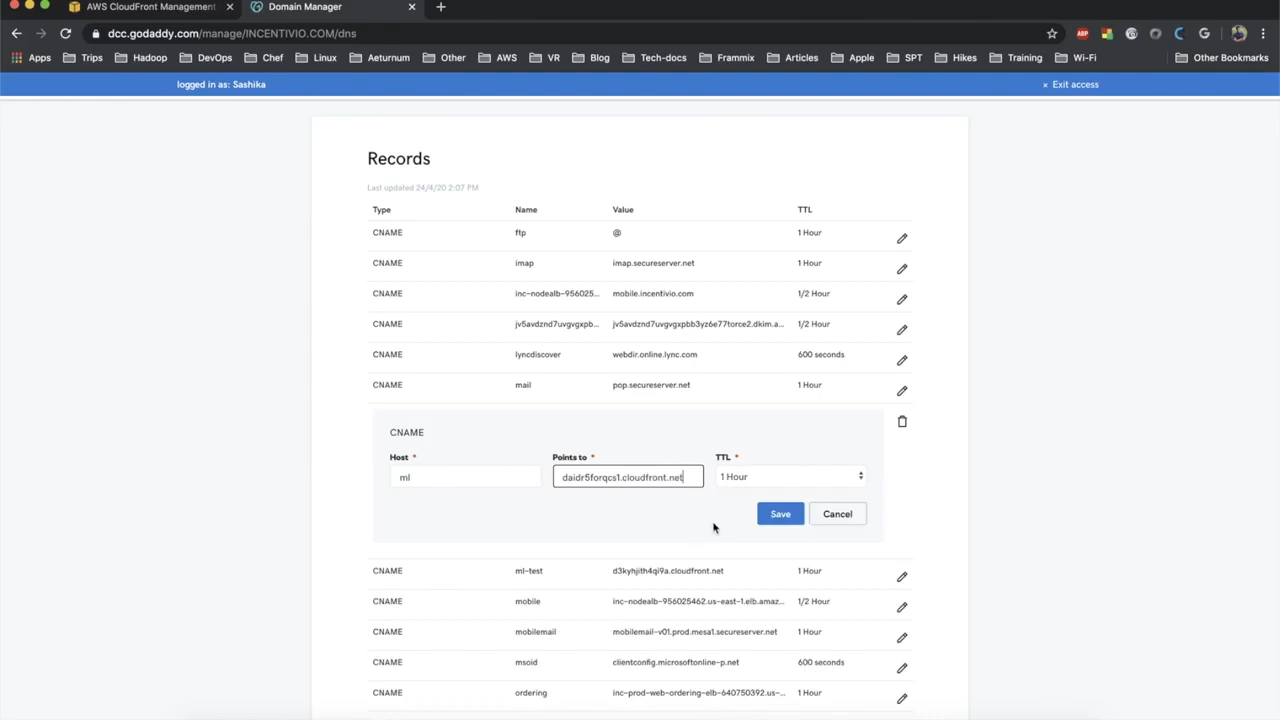 AWS CloudFront Management
Domain Manager
dcc.godaddy.com/manage/INCENTIVIO.COM/dns
Apps Trips Hadoop DevOps Chef Linux Aeturnum Other AWS VR Blog Tech-docs Frammix Articles Apple SPT Hikes Training Wi-Fi Other Bookmarks
logged in as: Sashika
× Exit access
Records
Last updated 24/4/20 2:07 PM
Type Name Value TTL
CNAME ftp @ 1 Hour
CNAME imap imap.secureserver.net 1 Hour
CNAME inc-nodealb-956025... mobile.incentivio.com 1/2 Hour
CNAME jv5avdznd7uvgvgxpb... jv5avdznd7uvgvgxpbb3yz6e77torce2.dkim.a... 1/2 Hour
CNAME lyncdiscover webdir.online.lync.com 600 seconds
CNAME mail pop.secureserver.net 1 Hour
CNAME
Host * Points to * TTL *
ml daidr5forqcs1.cloudfront.net 1 Hour
Save Cancel
CNAME ml-test d3kyhjith4qi9a.cloudfront.net 1 Hour
CNAME mobile inc-nodealb-956025462.us-east-1.elb.amaz... 1/2 Hour
CNAME mobilemail mobilemail-v01.prod.mesa1.secureserver.net 1 Hour
CNAME msoid clientconfig.microsoftonline-p.net 600 seconds
CNAME ordering inc-prod-web-ordering-elb-640750392.us-... 1 Hour